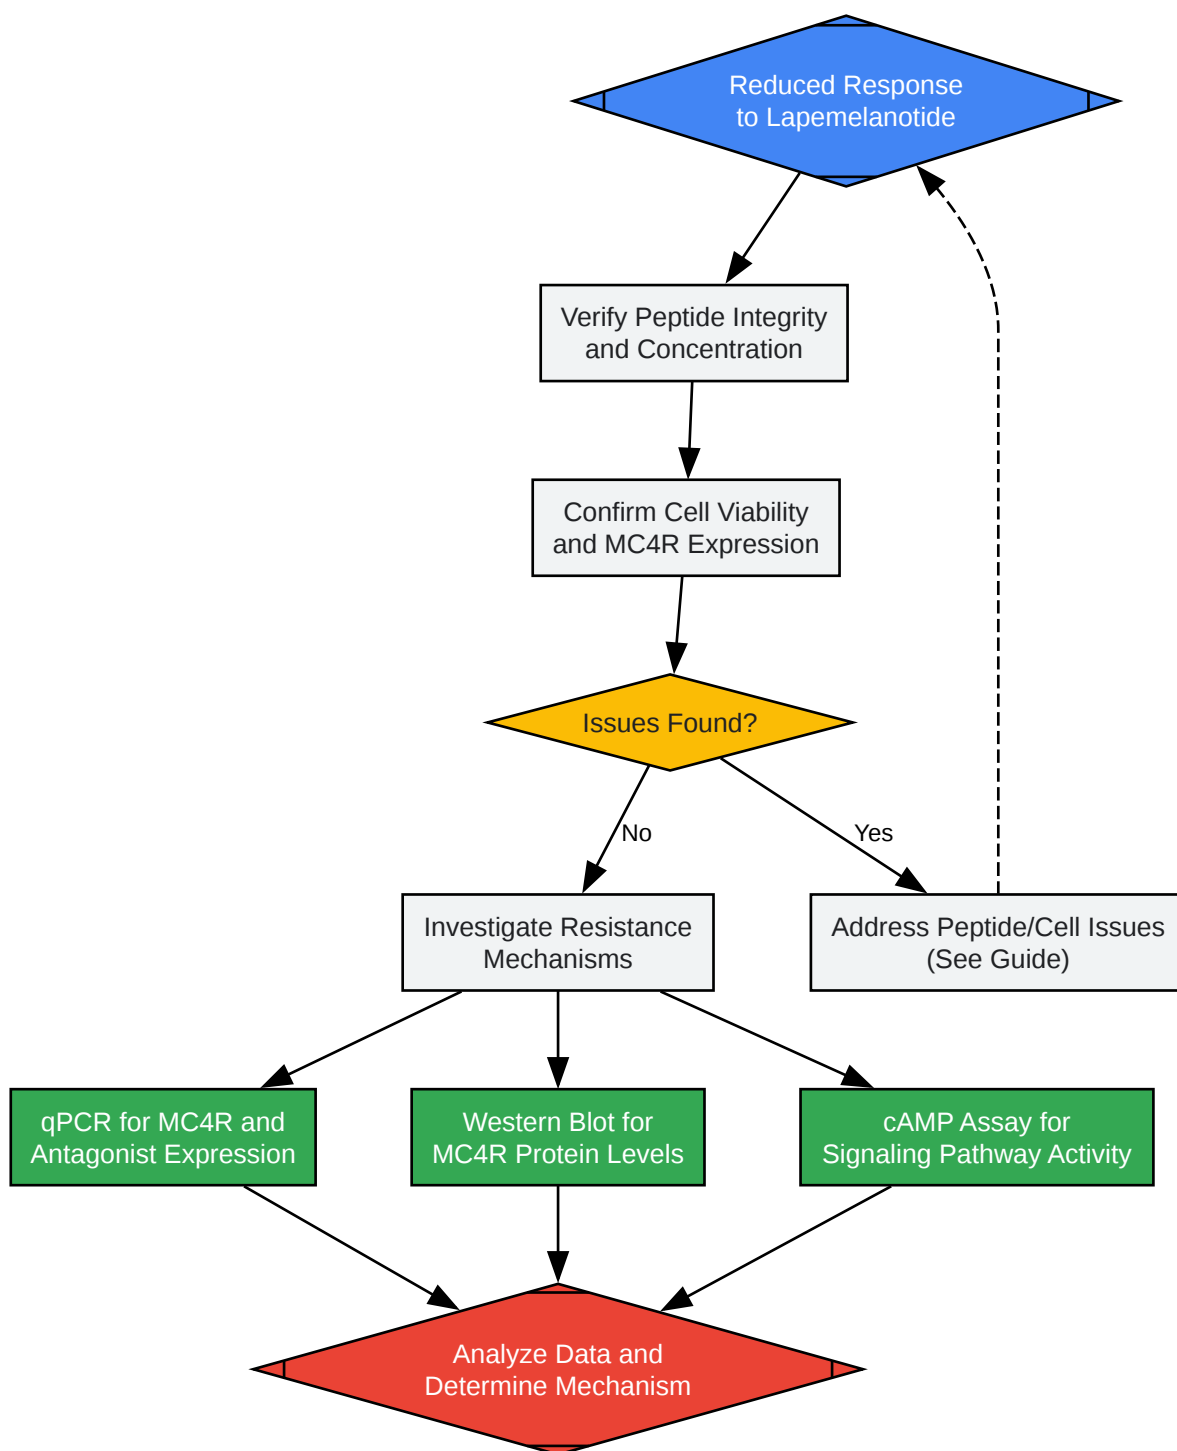 Reduced Response
to Lapemelanotide
Verify Peptide Integrity
and Concentration
Confirm Cell Viability
and MC4R Expression
Issues Found?
No
Yes
Investigate Resistance
Mechanisms
Address Peptide/Cell Issues
(See Guide)
qPCR for MC4R and
Antagonist Expression
Western Blot for
MC4R Protein Levels
cAMP Assay for
Signaling Pathway Activity
Analyze Data and
Determine Mechanism